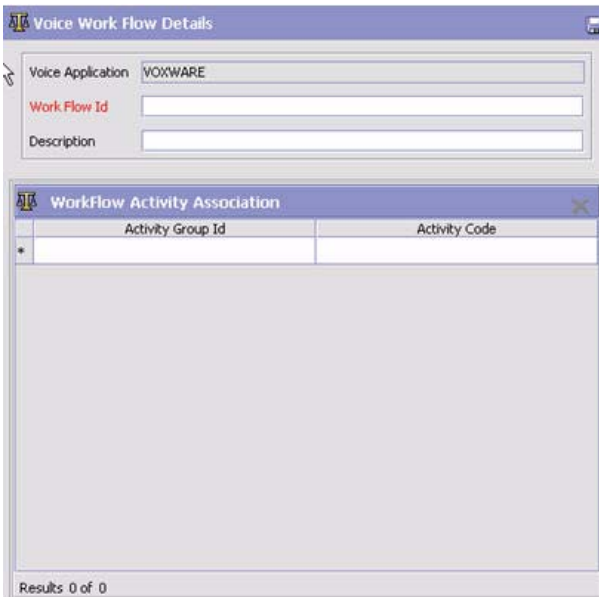 Voice Work Flow Details
Voice Application VOXWARE
Work Flow Id
Description
WorkFlow Activity Association
Activity Group Id Activity Code
*
Results 0 of 0